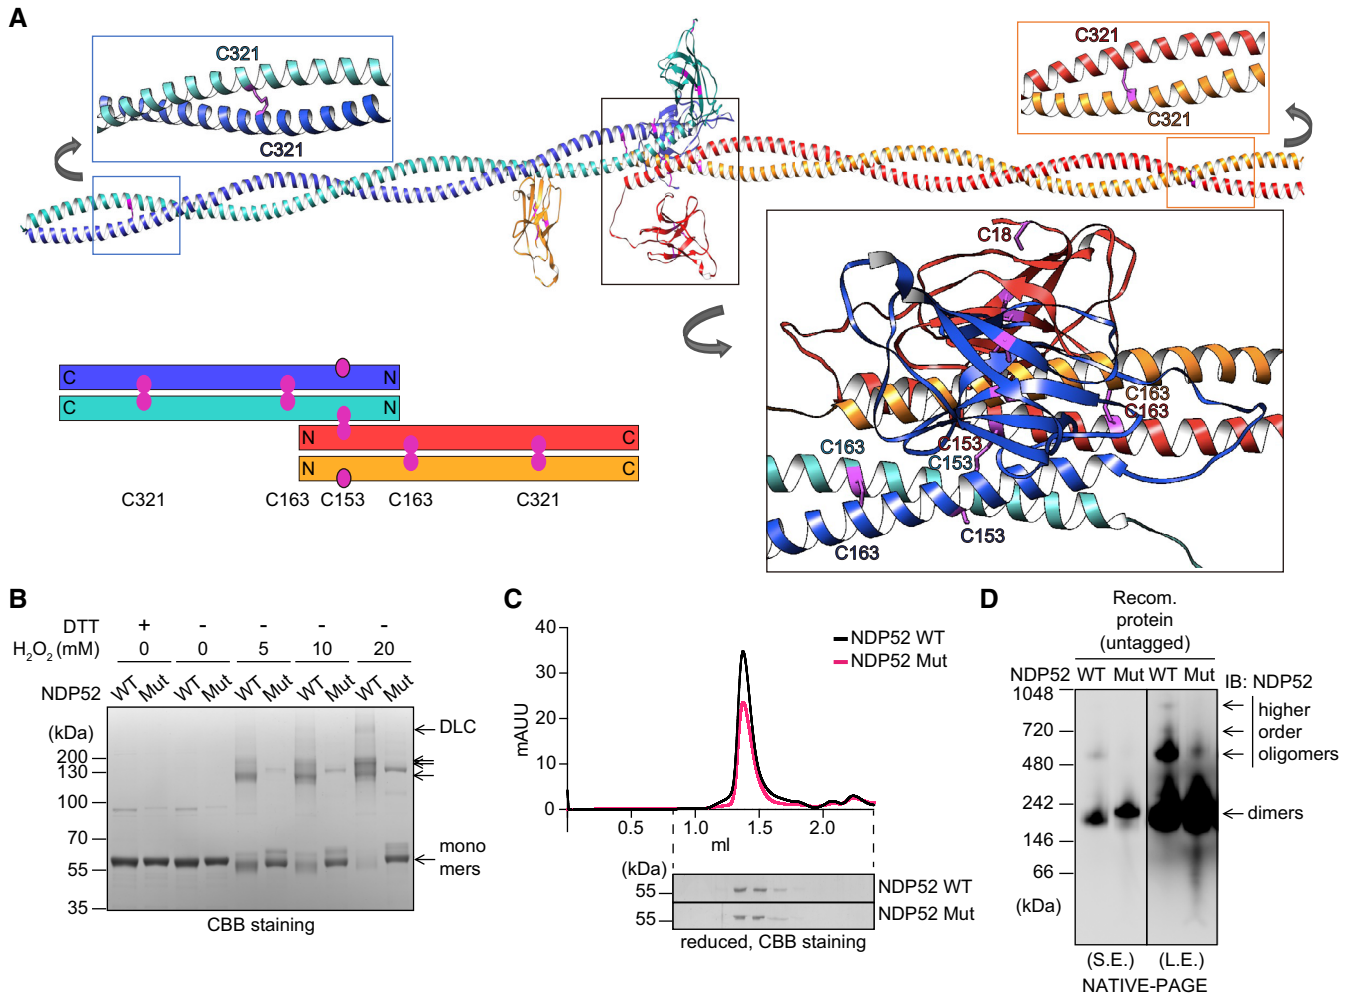 A
C321
C321
C321
C321
C18
C163
C163
C153
C153
C163
C163
C153
C N
C N
N C
N C
C321 C163 C153 C163 C321
B
DTT + - - - -
H2O2 (mM) 0 0 5 10 20
NDP52 WT Mut WT Mut WT Mut WT Mut WT Mut
(kDa)
200
130
100
70
55
35
DLC
mono
mers
CBB staining
C
40
30
20
10
0
mAUU
0.5 1.0 1.5 2.0
ml
NDP52 WT
NDP52 Mut
(kDa)
55 NDP52 WT
55 NDP52 Mut
reduced, CBB staining
D
Recom.
protein
(untagged)
NDP52 WT Mut WT Mut IB: NDP52
1048
720
480
242
146
66
(kDa)
higher
order
oligomers
dimers
(S.E.) (L.E.)
NATIVE-PAGE